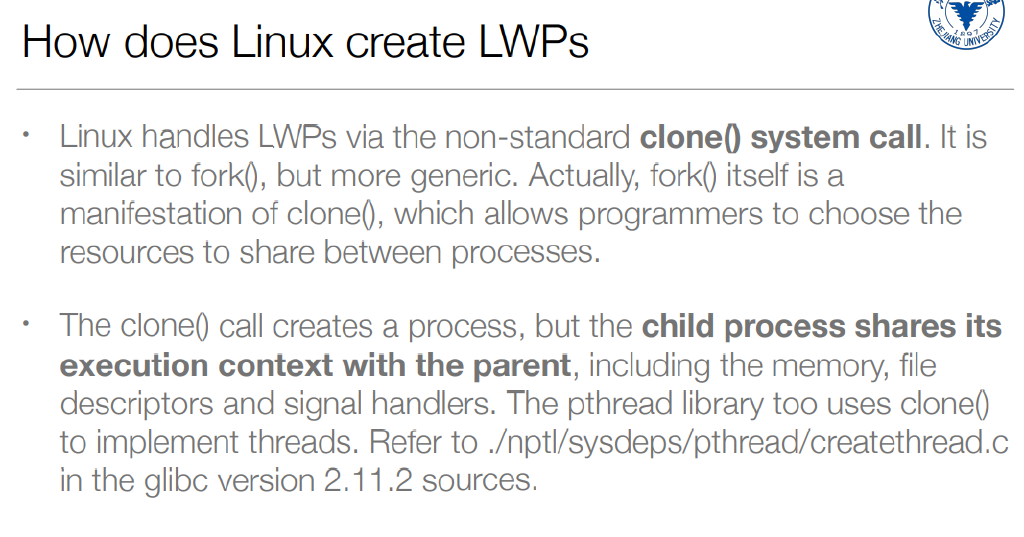 How does Linux create LWPs
ZHEJIANG UNIVERSITY
1897
• Linux handles LWPs via the non-standard clone() system call. It is
similar to fork(), but more generic. Actually, fork() itself is a
manifestation of clone(), which allows programmers to choose the
resources to share between processes.
• The clone() call creates a process, but the child process shares its
execution context with the parent, including the memory, file
descriptors and signal handlers. The pthread library too uses clone()
to implement threads. Refer to ./nptl/sysdeps/pthread/createthread.c
in the glibc version 2.11.2 sources.